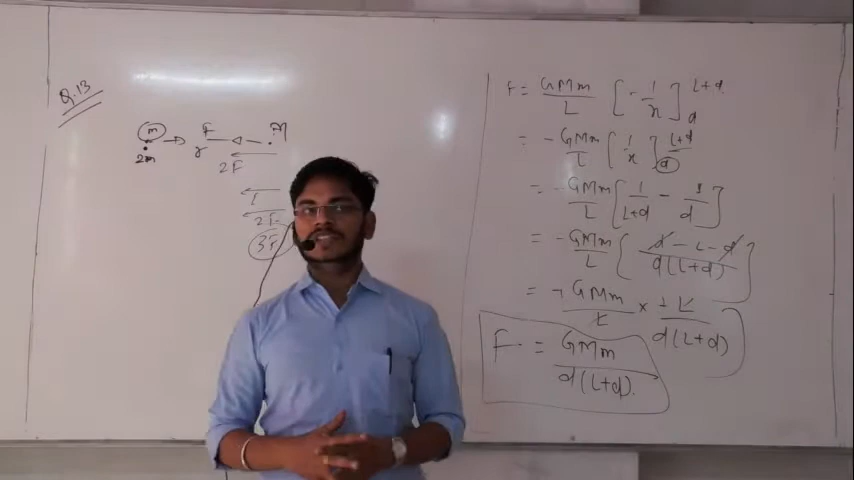 Q.13
m F M
2m r
2F
F
2F
3F
F = GMm/L [-1/x]_d^{L+d}
= -GMm/L [1/x]_d^{L+d}
= -GMm/L [1/(L+d) - 1/d]
= -GMm/L [(d - L - d)/(d(L+d))]
= -GMm/L × -L/(d(L+d))
F = GMm/(d(L+d))